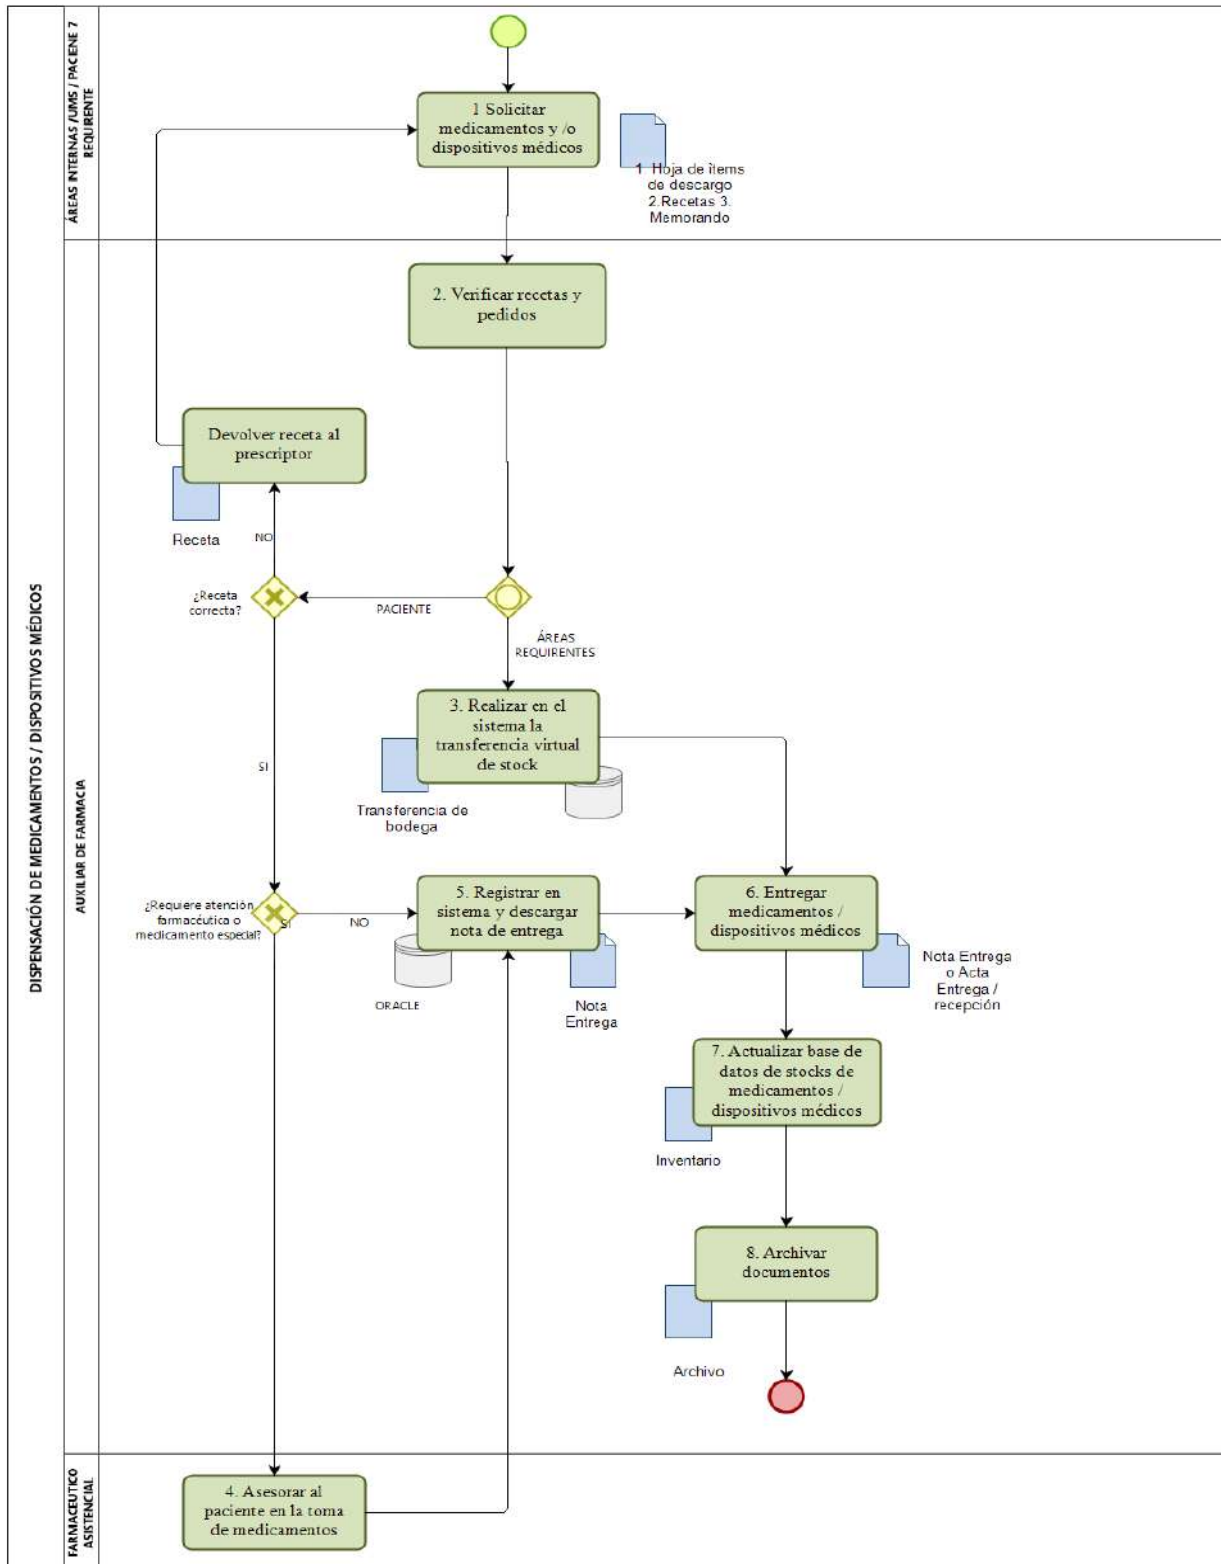 DISPENSACIÓN DE MEDICAMENTOS / DISPOSITIVOS MÉDICOS
ÁREAS INTERNAS /UMS / PACIENE 7
REQUIRENTE
1 Solicitar
medicamentos y /o
dispositivos médicos
1. Hoja de ítems
de descargo
2.Recetas 3.
Memorando
AUXILIAR DE FARMACIA
2. Verificar recetas y
pedidos
Devolver receta al
prescriptor
Receta
NO
¿Receta
correcta?
PACIENTE
ÁREAS
REQUIRENTES
3. Realizar en el
sistema la
transferencia virtual
de stock
SI
Transferencia de
bodega
¿Requiere atención
farmacéutica o
medicamento especial?
SI
NO
5. Registrar en
sistema y descargar
nota de entrega
ORACLE
Nota
Entrega
6. Entregar
medicamentos /
dispositivos médicos
Nota Entrega
o Acta
Entrega /
recepción
7. Actualizar base de
datos de stocks de
medicamentos /
dispositivos médicos
Inventario
8. Archivar
documentos
Archivo
FARMACEUTICO
ASISTENCIAL
4. Asesorar al
paciente en la toma
de medicamentos